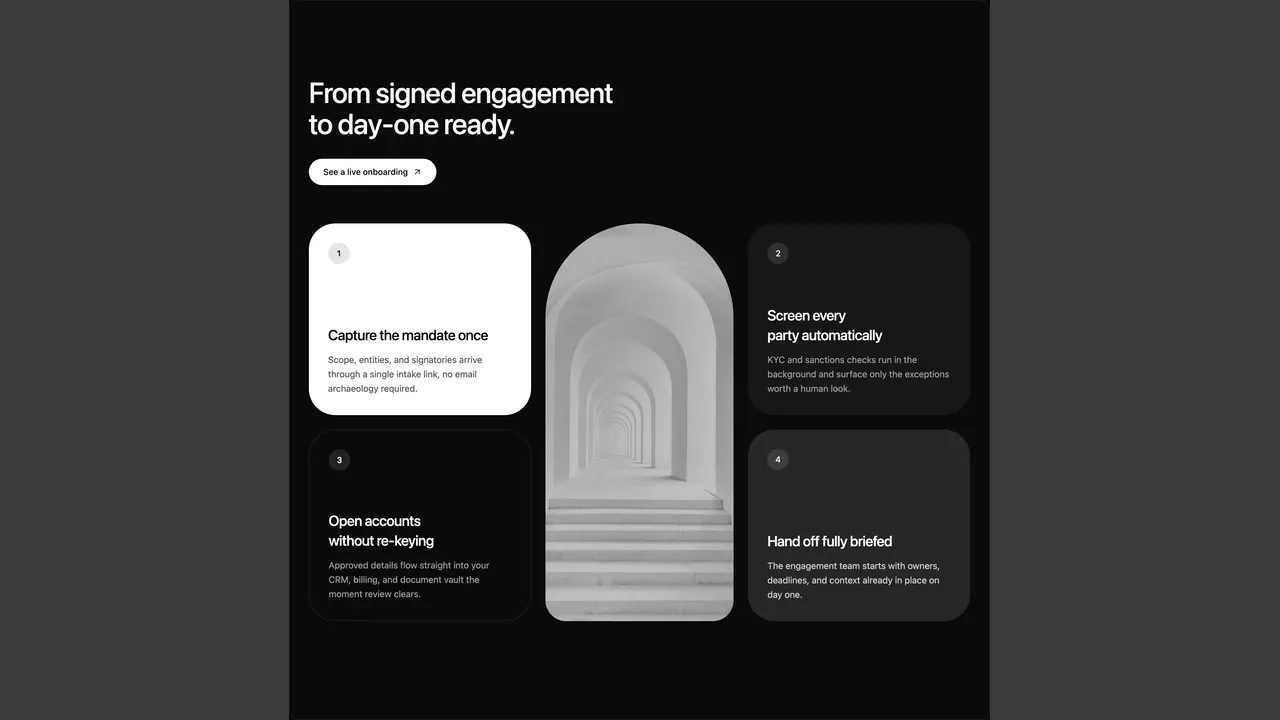 From signed engagement
to day-one ready.
See a live onboarding
1
Capture the mandate once
Scope, entities, and signatories arrive
through a single intake link, no email
archaeology required.
2
Screen every
party automatically
KYC and sanctions checks run in the
background and surface only the exceptions
worth a human look.
3
Open accounts
without re-keying
Approved details flow straight into your
CRM, billing, and document vault the
moment review clears.
4
Hand off fully briefed
The engagement team starts with owners,
deadlines, and context already in place on
day one.